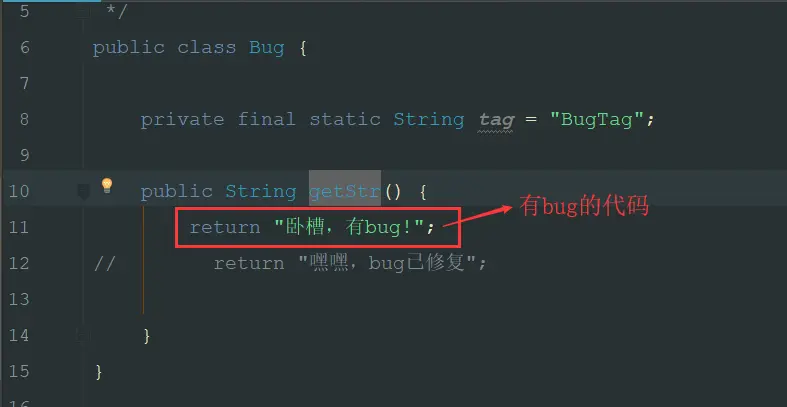 5 */
6 public class Bug {
7
8 private final static String tag = "BugTag";
9
10 public String getStr() {
11 return "卧槽，有bug!"; 有bug的代码
12 // return "嘿嘿，bug已修复";
13
14 }
15 }
16